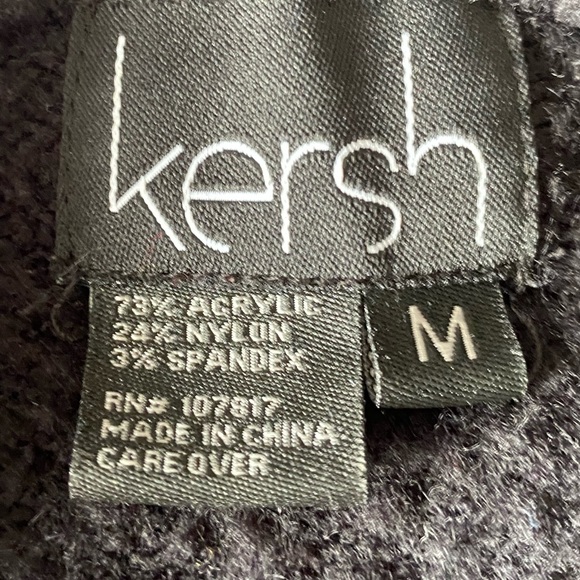 kersh
M
73% ACRYLIC
24% NYLON
3% SPANDEX
RN# 107817
MADE IN CHINA
CARE OVER